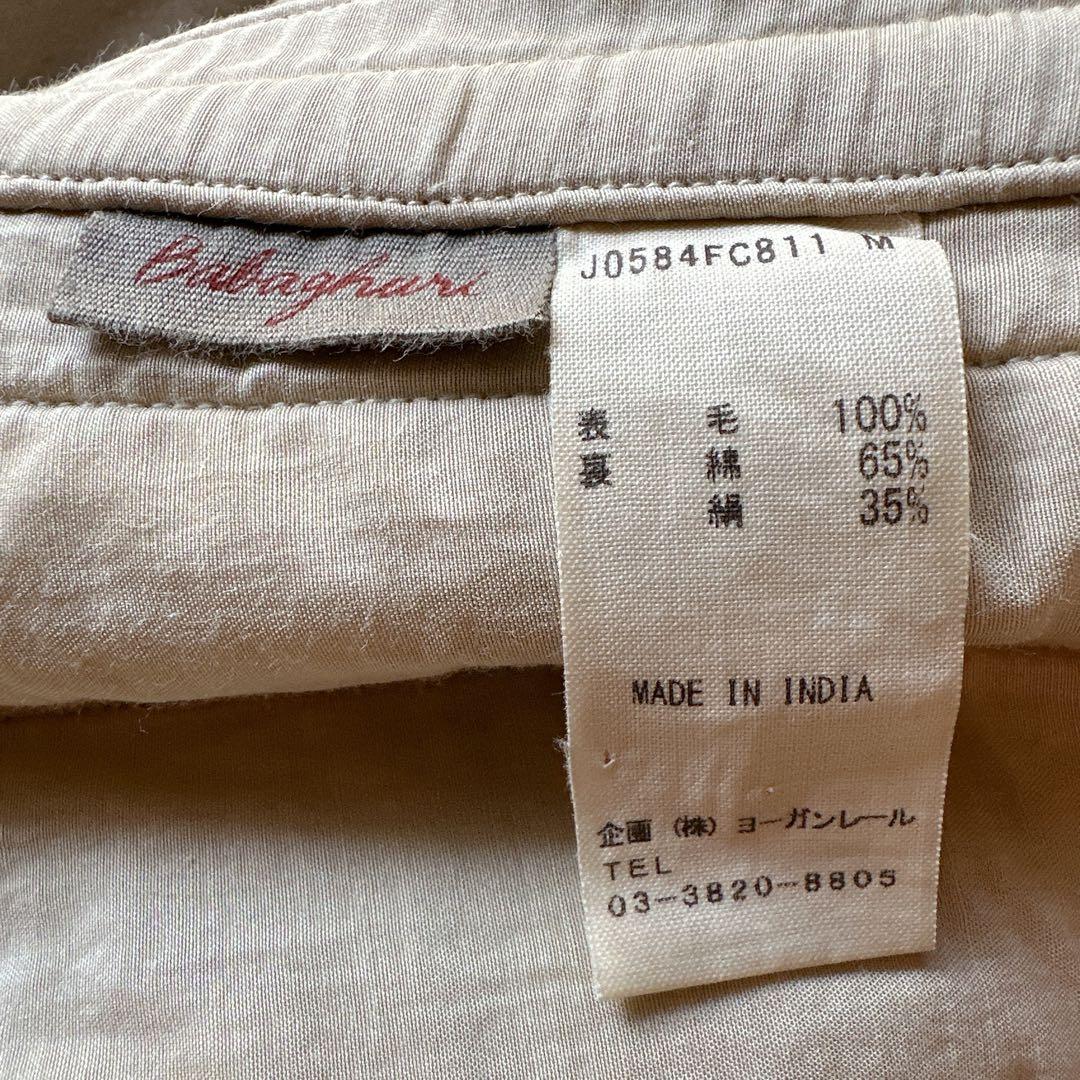 Babaghuri
J0584FC811 M
表 毛 100%
裏 綿 65%
絹 35%
MADE IN INDIA
企画 (株) ヨーガンレール
TEL
03-3820-8805